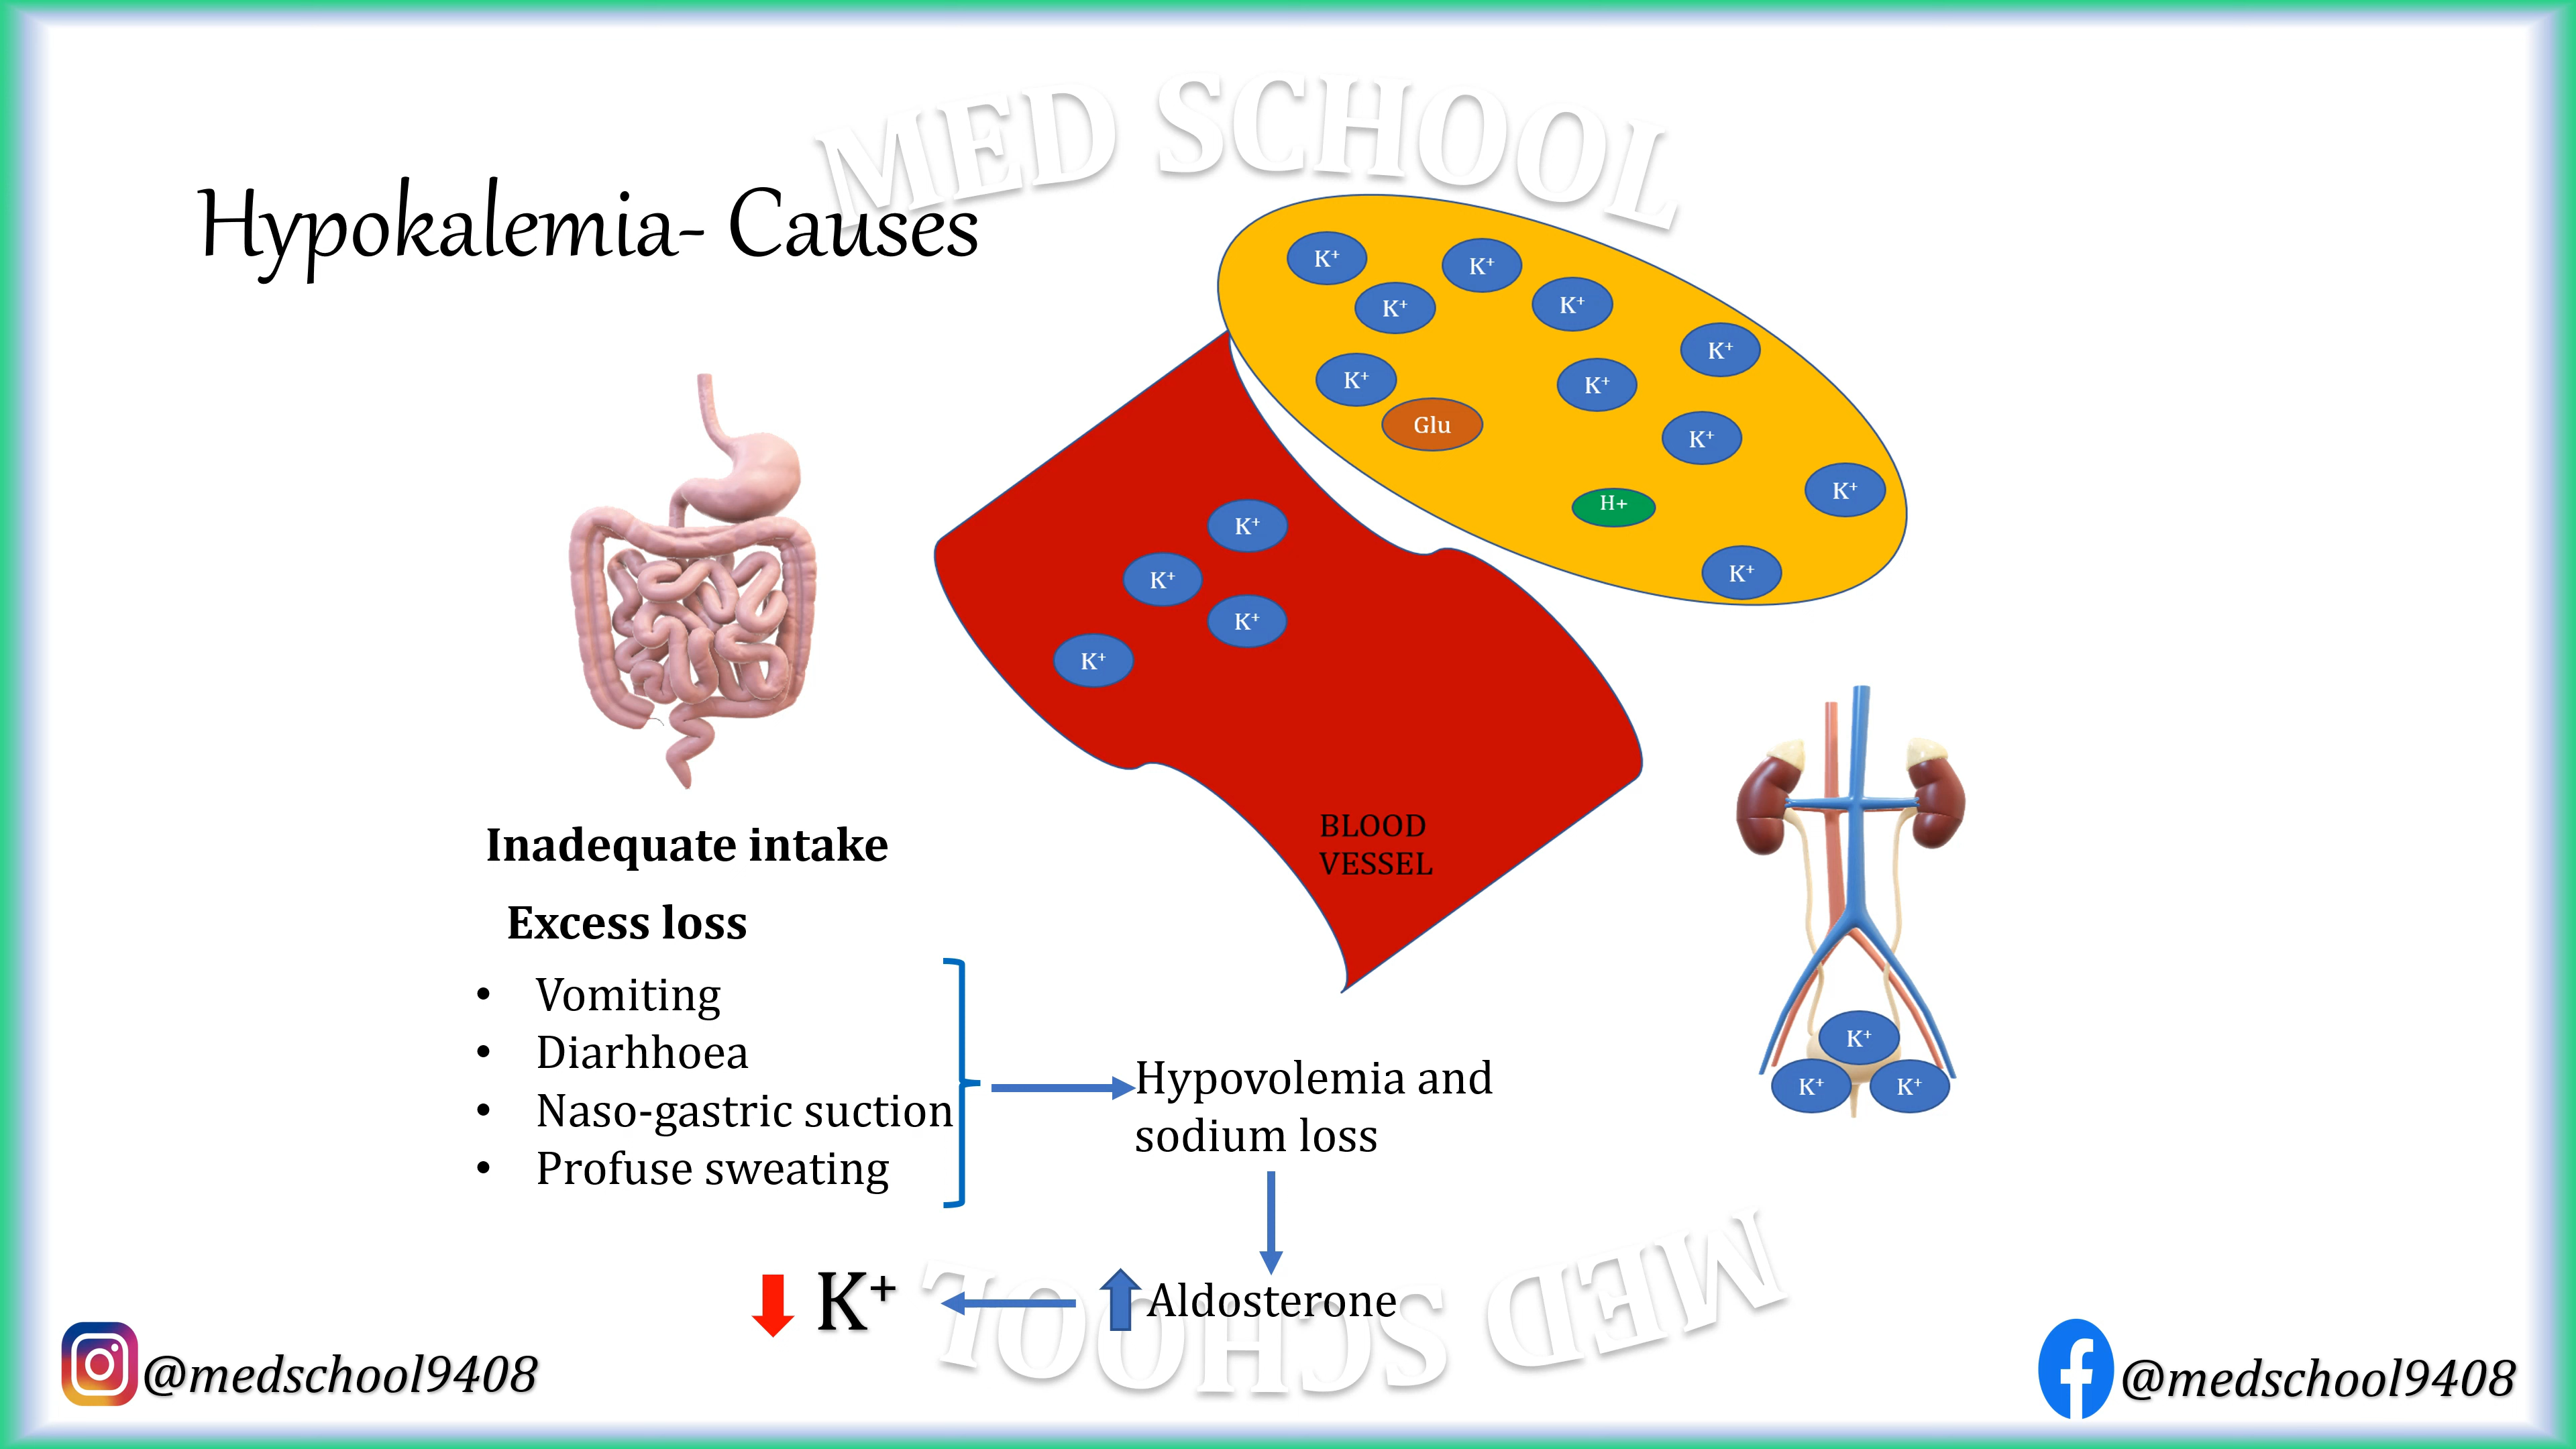 MED SCHOOL
Hypokalemia- Causes
K⁺
K⁺
K⁺
K⁺
K⁺
K⁺
K⁺
Glu
K⁺
K⁺
H+
K⁺
K⁺
K⁺
K⁺
K⁺
BLOOD
VESSEL
Inadequate intake
Excess loss
• Vomiting
• Diarhhoea
• Naso-gastric suction
• Profuse sweating
Hypovolemia and
sodium loss
K⁺
K⁺
K⁺
Aldosterone
K⁺
MED SCHOOL
@medschool9408
@medschool9408